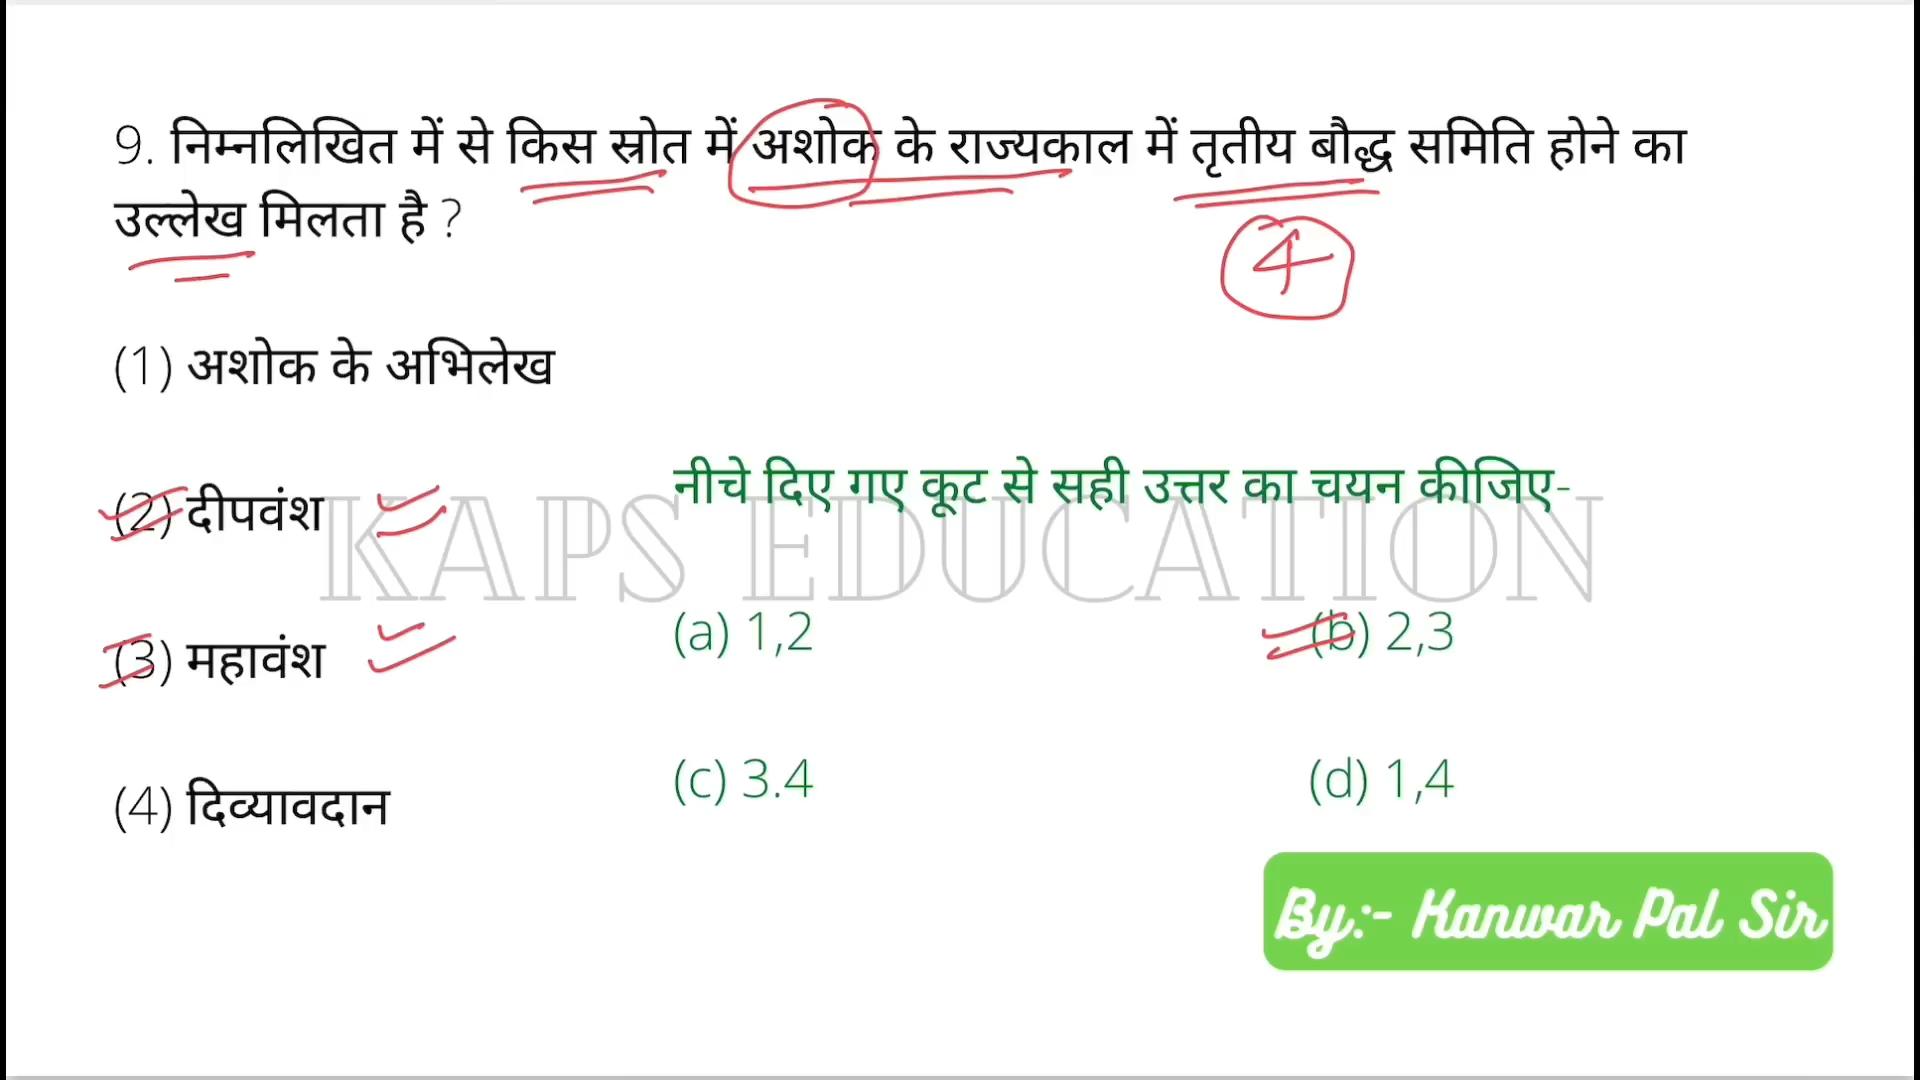 9. निम्नलिखित में से किस स्रोत में अशोक के राज्यकाल में तृतीय बौद्ध समिति होने का
उल्लेख मिलता है ?
4
(1) अशोक के अभिलेख
(2) दीपवंश
(3) महावंश
(4) दिव्यावदान
नीचे दिए गए कूट से सही उत्तर का चयन कीजिए-
KAPS EDUCATION
(a) 1,2
(b) 2,3
(c) 3.4
(d) 1,4
By:- Kanwar Pal Sir